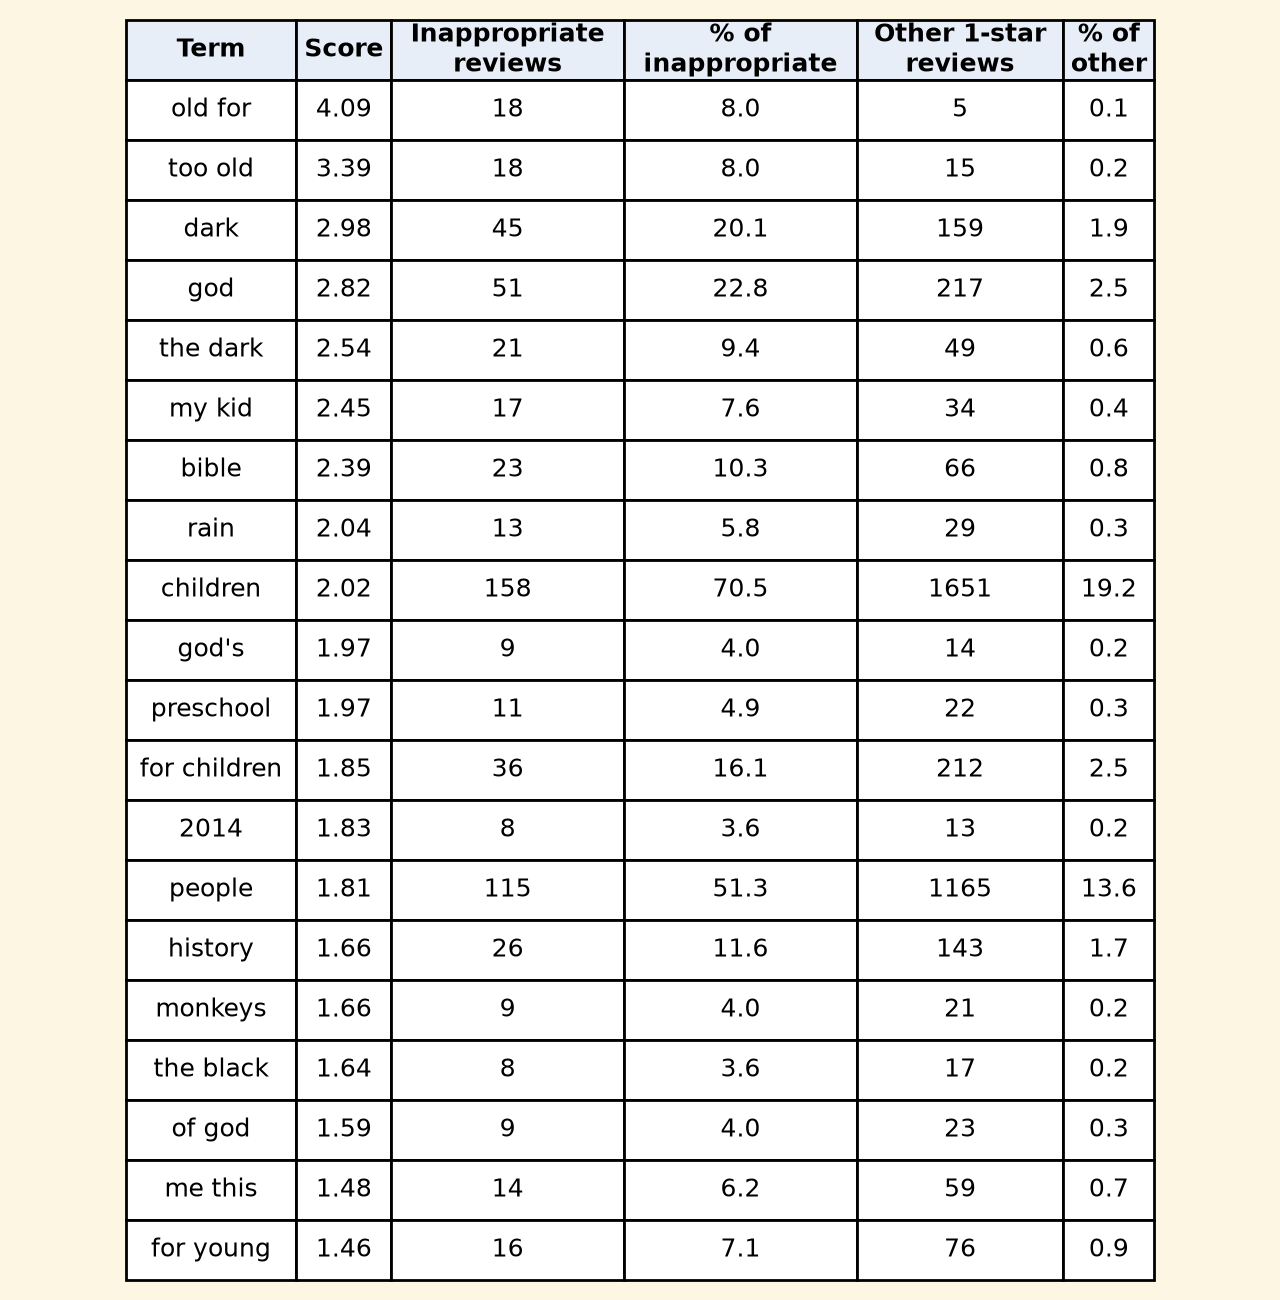 Term Score Inappropriate reviews % of inappropriate Other 1-star reviews % of other
old for 4.09 18 8.0 5 0.1
too old 3.39 18 8.0 15 0.2
dark 2.98 45 20.1 159 1.9
god 2.82 51 22.8 217 2.5
the dark 2.54 21 9.4 49 0.6
my kid 2.45 17 7.6 34 0.4
bible 2.39 23 10.3 66 0.8
rain 2.04 13 5.8 29 0.3
children 2.02 158 70.5 1651 19.2
god's 1.97 9 4.0 14 0.2
preschool 1.97 11 4.9 22 0.3
for children 1.85 36 16.1 212 2.5
2014 1.83 8 3.6 13 0.2
people 1.81 115 51.3 1165 13.6
history 1.66 26 11.6 143 1.7
monkeys 1.66 9 4.0 21 0.2
the black 1.64 8 3.6 17 0.2
of god 1.59 9 4.0 23 0.3
me this 1.48 14 6.2 59 0.7
for young 1.46 16 7.1 76 0.9